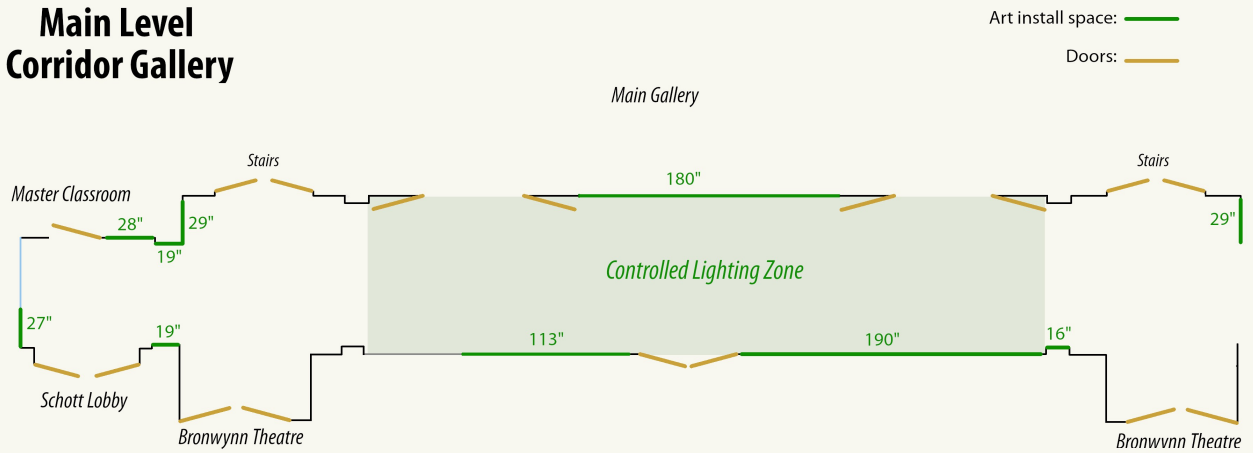 Main Level
Corridor Gallery
Art install space:
Doors:
Main Gallery
Stairs
Stairs
Master Classroom
180"
28"
29"
29"
19"
Controlled Lighting Zone
27"
19"
113"
190"
16"
Schott Lobby
Bronwynn Theatre
Bronwynn Theatre